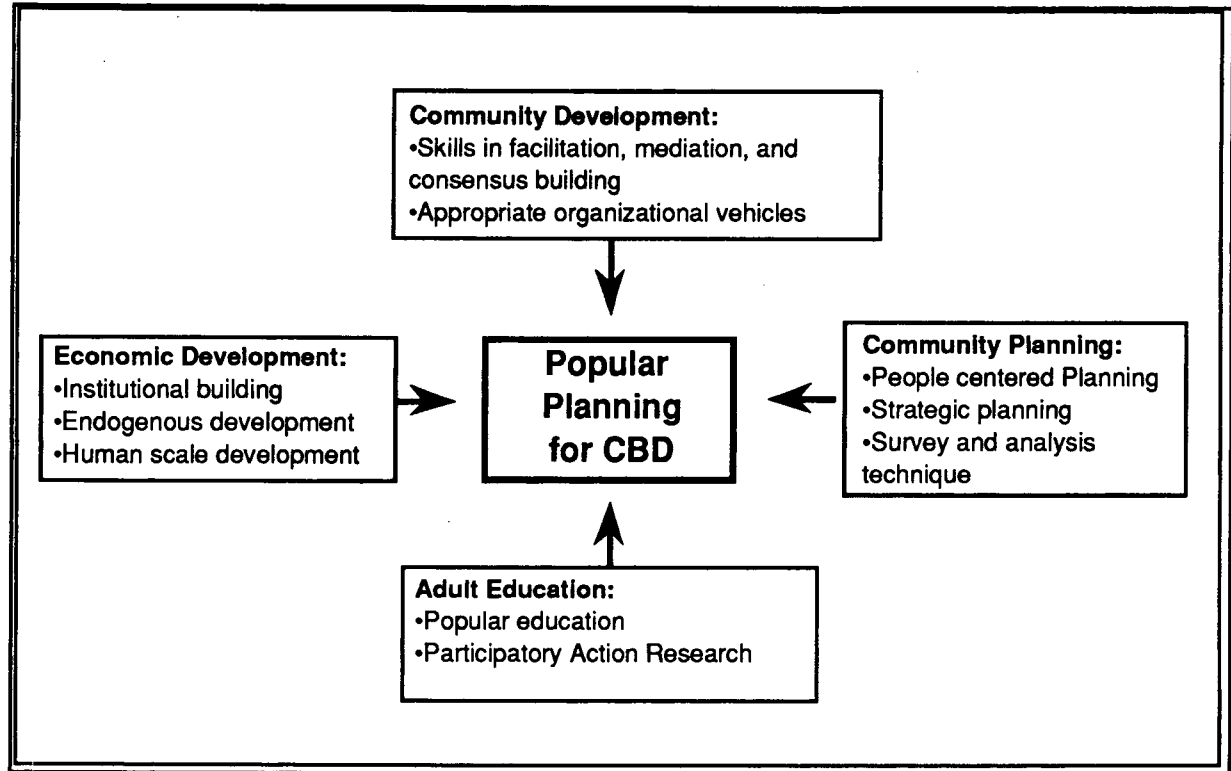 Community Development:
•Skills in facilitation, mediation, and
consensus building
•Appropriate organizational vehicles
Economic Development:
•Institutional building
•Endogenous development
•Human scale development
Popular
Planning
for CBD
Community Planning:
•People centered Planning
•Strategic planning
•Survey and analysis
technique
Adult Education:
•Popular education
•Participatory Action Research